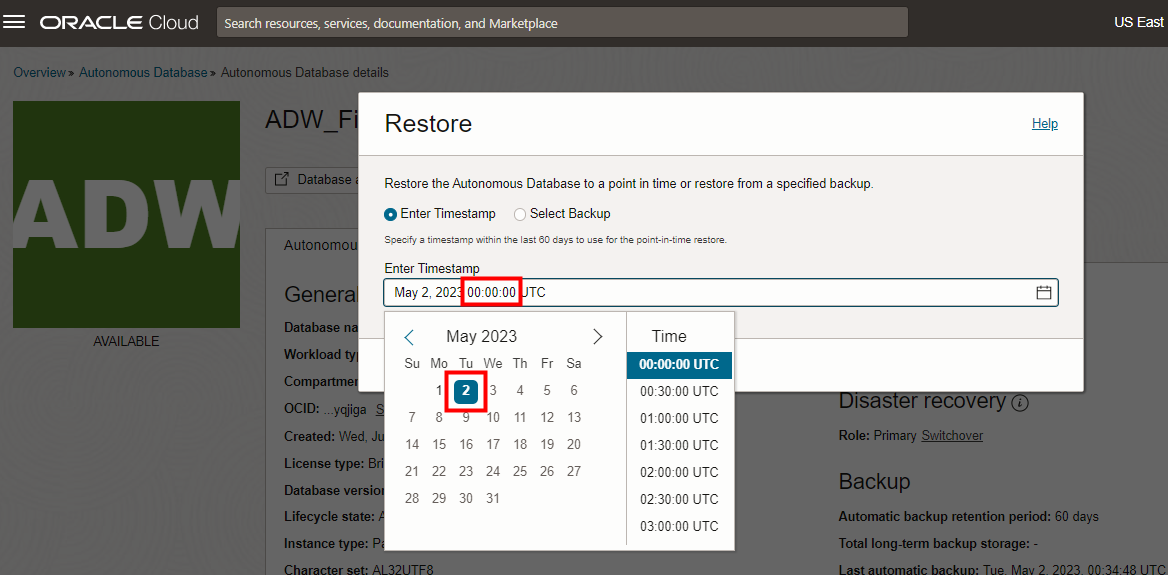 ORACLE Cloud
Search resources, services, documentation, and Marketplace
US East
Overview » Autonomous Database » Autonomous Database details
ADW
AVAILABLE
ADW_Fi
Database a
Autonomous
General
Database na
Workload typ
Compartmen
OCID: ...yqjiga S
Created: Wed, Ju
License type: Bri
Database version
Lifecycle state: A
Instance type: Pa
Character set: AL32UTF8
Restore
Help
Restore the Autonomous Database to a point in time or restore from a specified backup.
Enter Timestamp Select Backup
Specify a timestamp within the last 60 days to use for the point-in-time restore.
Enter Timestamp
May 2, 2023 00:00:00 UTC
May 2023
Su Mo Tu We Th Fr Sa
1 2 3 4 5 6
7 8 9 10 11 12 13
14 15 16 17 18 19 20
21 22 23 24 25 26 27
28 29 30 31
Time
00:00:00 UTC
00:30:00 UTC
01:00:00 UTC
01:30:00 UTC
02:00:00 UTC
02:30:00 UTC
03:00:00 UTC
Disaster recovery i
Role: Primary Switchover
Backup
Automatic backup retention period: 60 days
Total long-term backup storage: -
Last automatic backup: Tue, May 2, 2023, 00:34:48 UTC